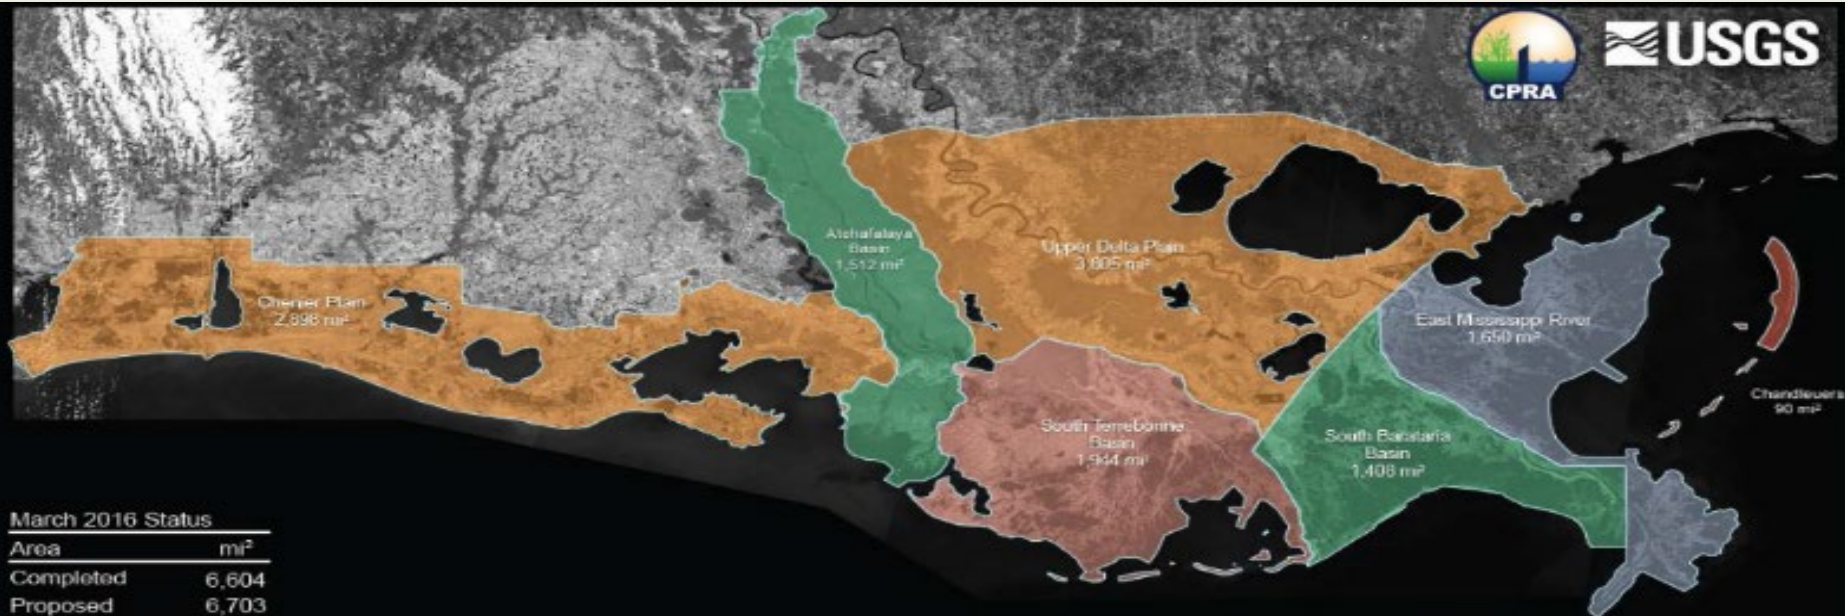 CPRA
USGS
Atchafalaya
Basin
1,512 mi²
Upper Delta Plain
3,805 mi²
Chenier Plain
2,898 mi²
East Mississippi River
1,650 mi²
Chandleuers
90 mi²
South Terrebonne
Basin
1,944 mi²
South Barataria
Basin
1,408 mi²
March 2016 Status
Area mi²
Completed 6,604
Proposed 6,703